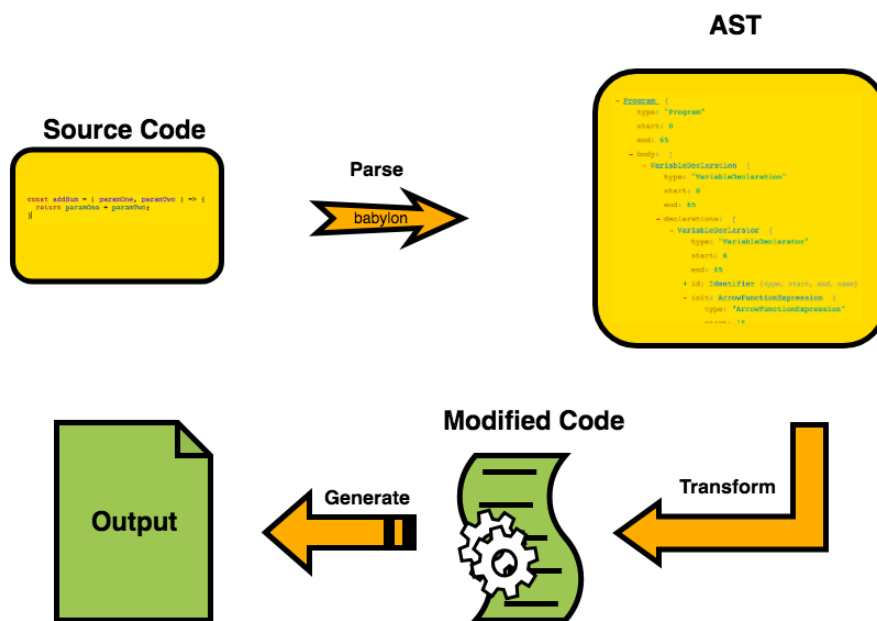 AST
Source Code
const addNum = ( paramOne, paramTwo ) => {
return paramOne + paramTwo;
}
Parse
babylon
- Program {
type: "Program"
start: 0
end: 65
- body: [
- VariableDeclaration {
type: "VariableDeclaration"
start: 0
end: 65
- declarations: [
- VariableDeclarator {
type: "VariableDeclarator"
start: 6
end: 65
+ id: Identifier {type, start, end, name}
- init: ArrowFunctionExpression {
type: "ArrowFunctionExpression"
Modified Code
Transform
Generate
Output